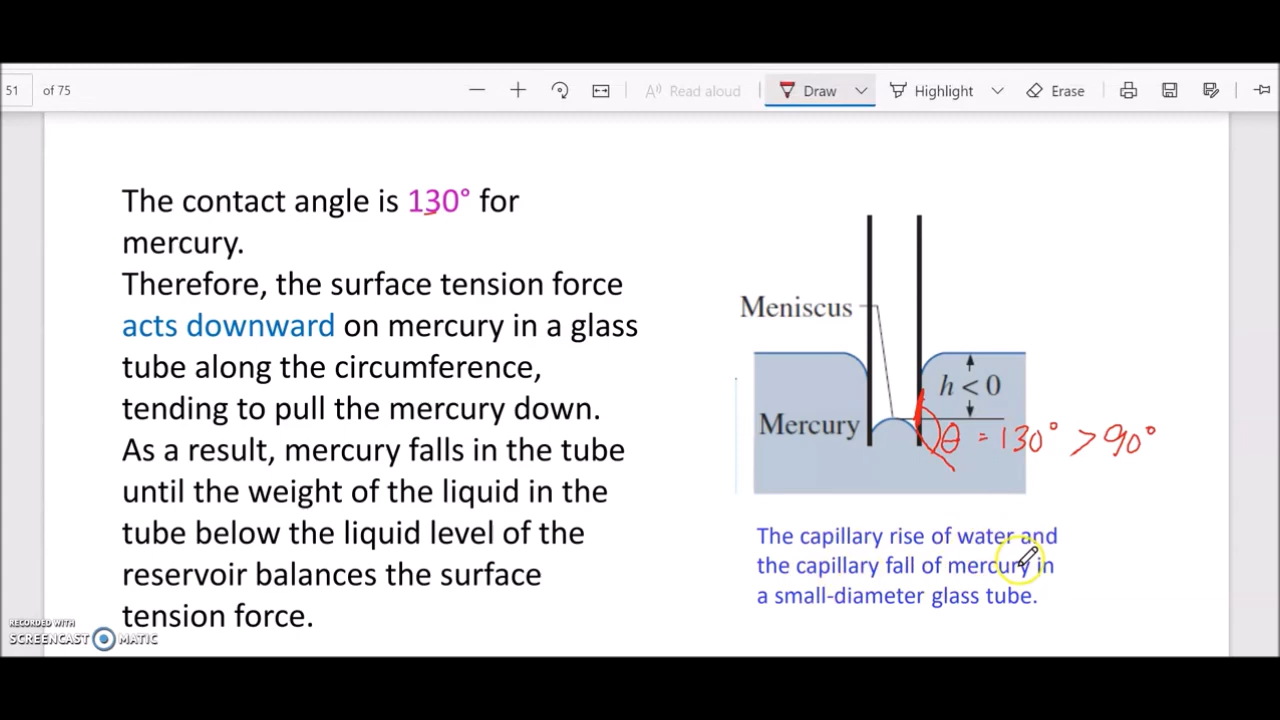 51 of 75
Read aloud
Draw
Highlight
Erase
The contact angle is 130° for
mercury.
Therefore, the surface tension force
acts downward on mercury in a glass
tube along the circumference,
tending to pull the mercury down.
As a result, mercury falls in the tube
until the weight of the liquid in the
tube below the liquid level of the
reservoir balances the surface
tension force.
Meniscus
h < 0
Mercury
θ = 130° > 90°
The capillary rise of water and
the capillary fall of mercury in
a small-diameter glass tube.
RECORDED WITH
SCREENCAST MATIC